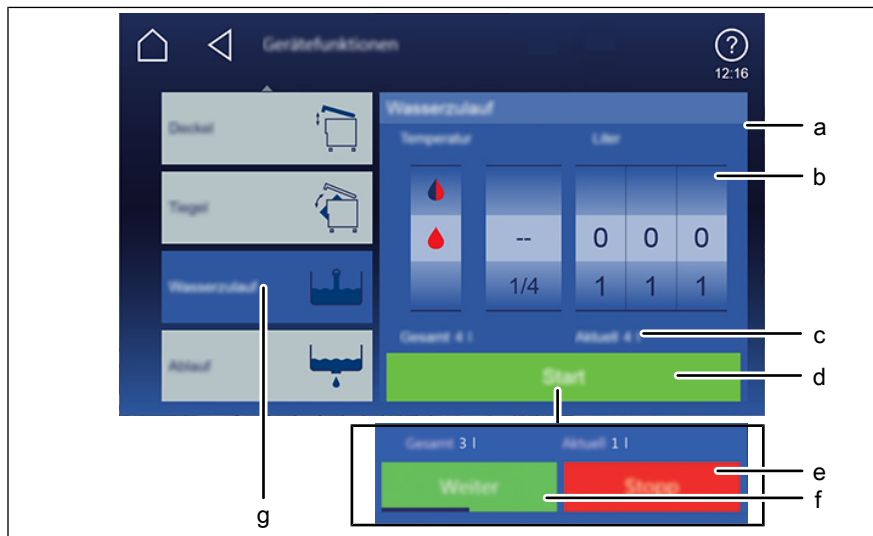 Gerätefunktionen
12:16
Deckel
Tiegel
Wasserzulauf
Ablauf
Wasserzulauf
Temperatur Liter
-- 0 0 0
1/4 1 1 1
Gesamt 4 l Aktuell 4 l
Start
Gesamt 3 l Aktuell 1 l
Weiter Stopp
a
b
c
d
e
f
g